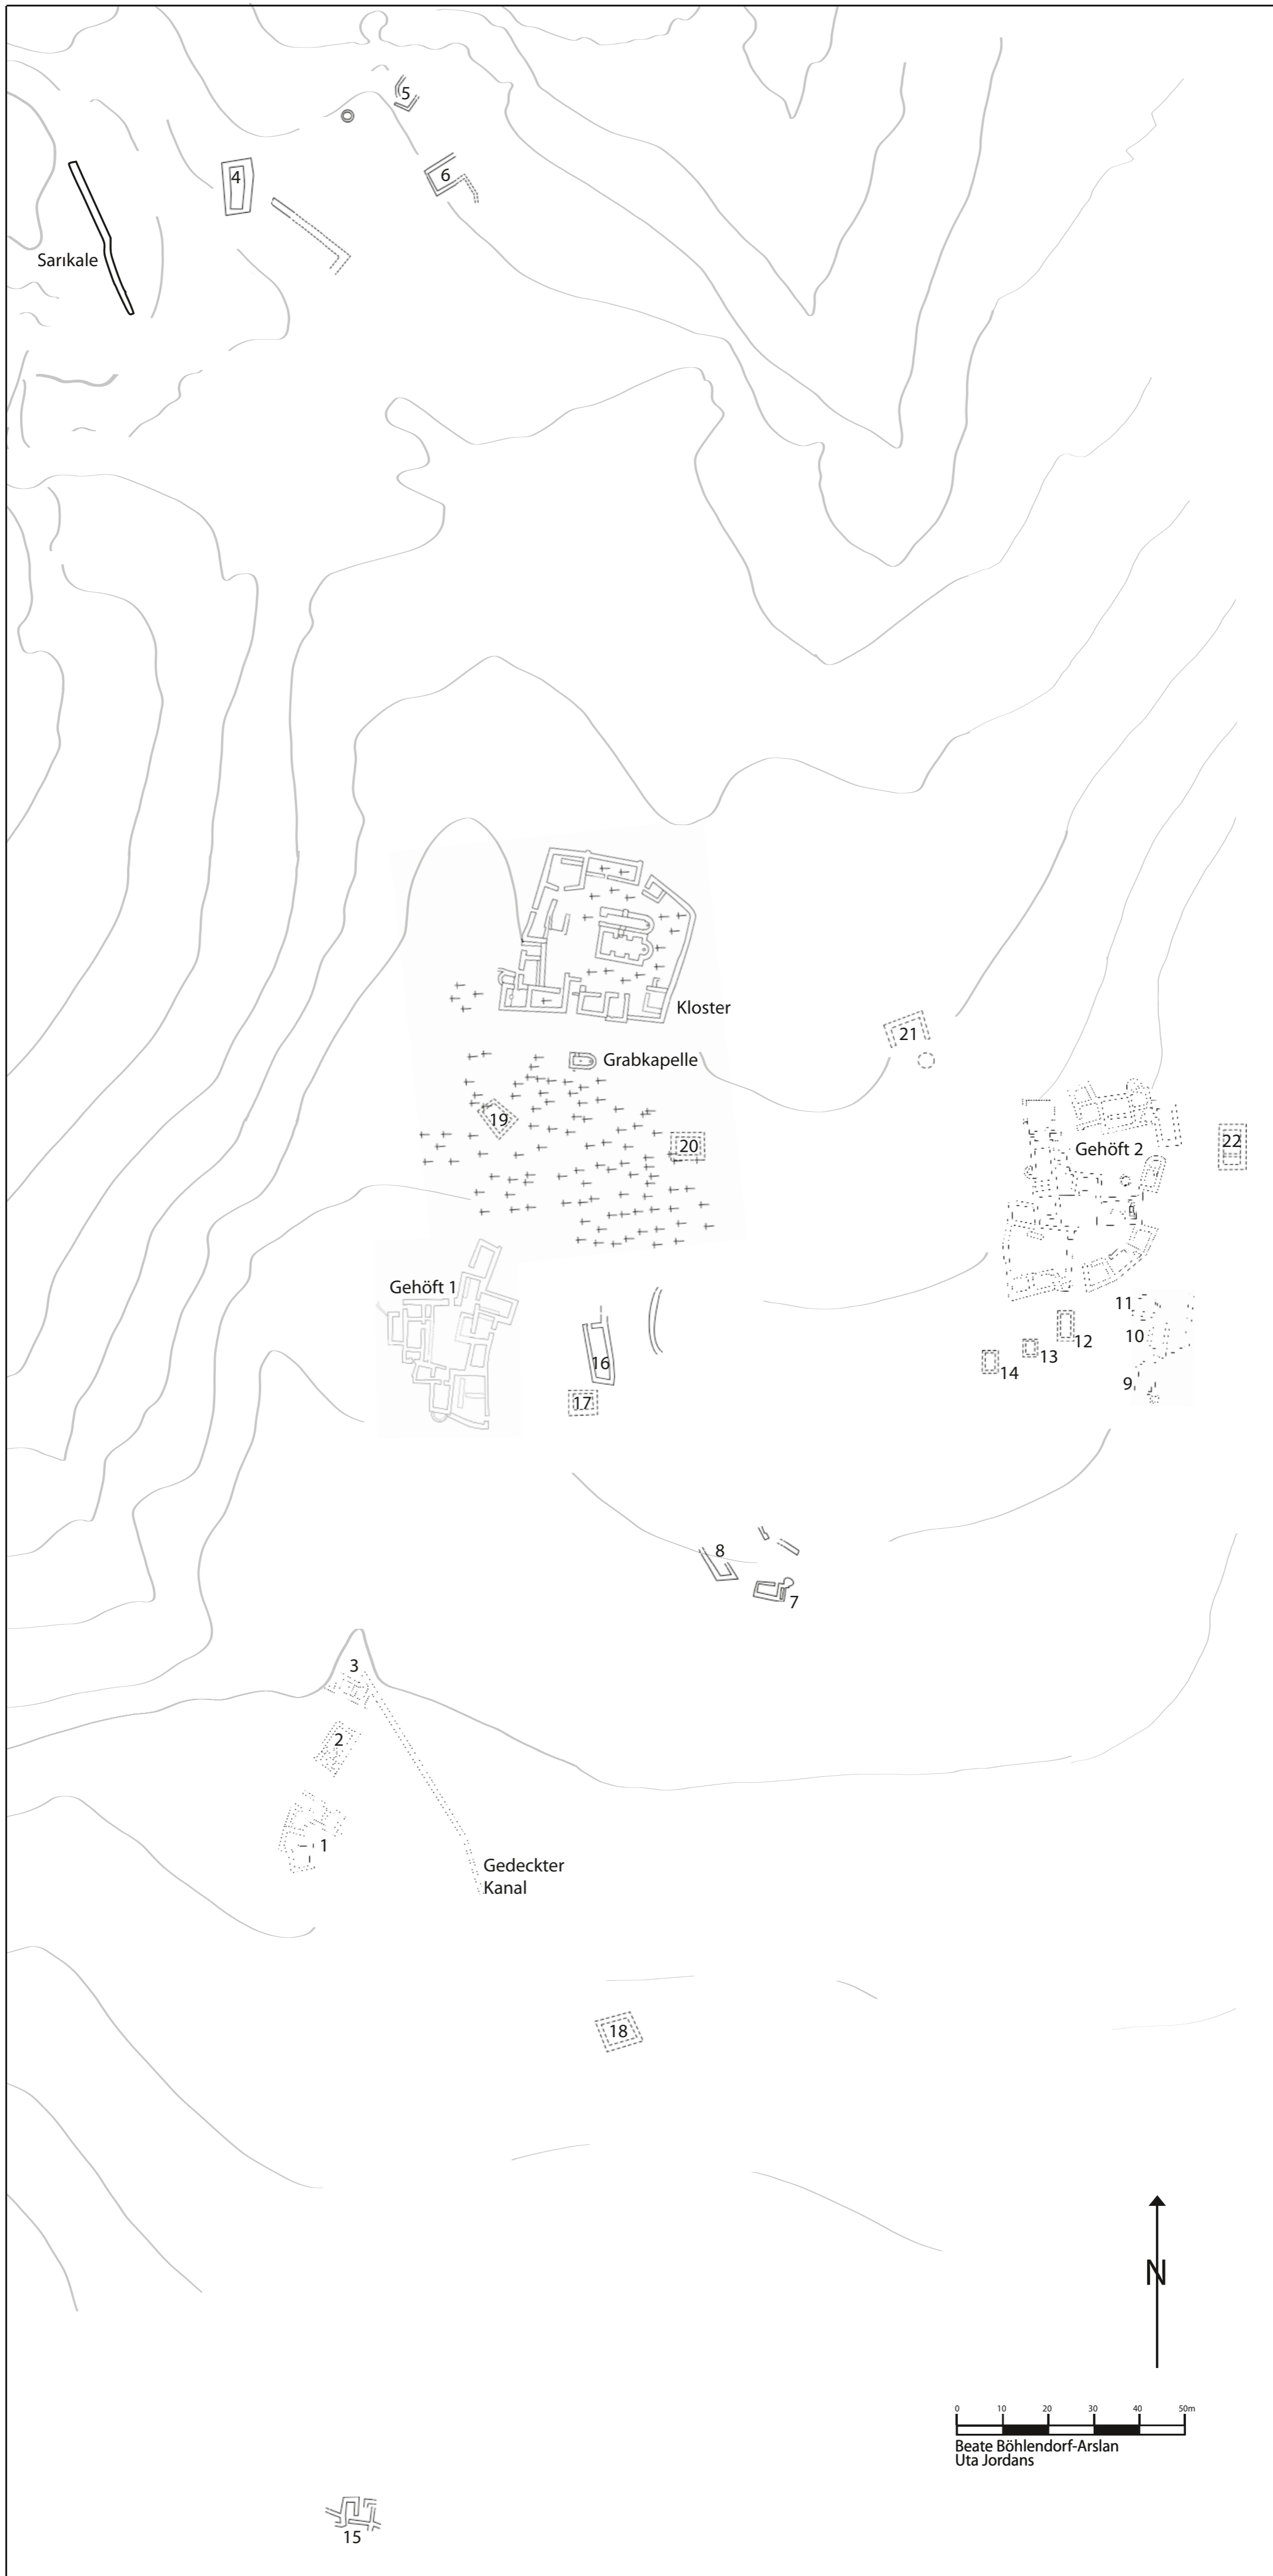 5
4
6
Sarıkale
Kloster
21
Grabkapelle
19
20
22
Gehöft 2
Gehöft 1
11
10
12
13
14
9
16
17
8
7
3
2
1
Gedeckter
Kanal
18
N
0 10 20 30 40 50m
Beate Böhlendorf-Arslan
Uta Jordans
15